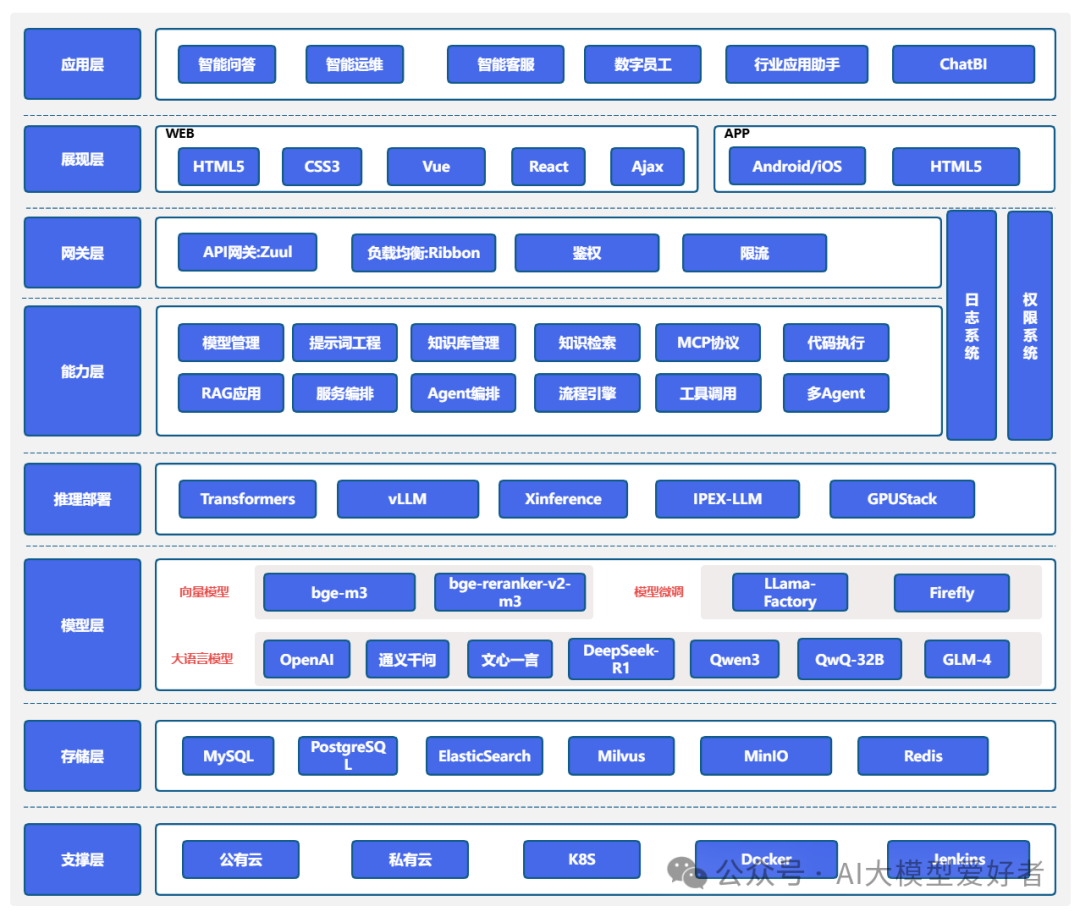 应用层
智能问答
智能运维
智能客服
数字员工
行业应用助手
ChatBI
展现层
WEB
HTML5
CSS3
Vue
React
Ajax
APP
Android/iOS
HTML5
网关层
API网关:Zuul
负载均衡:Ribbon
鉴权
限流
日志系统
权限系统
能力层
模型管理
提示词工程
知识库管理
知识检索
MCP协议
代码执行
RAG应用
服务编排
Agent编排
流程引擎
工具调用
多Agent
推理部署
Transformers
vLLM
Xinference
IPEX-LLM
GPUStack
模型层
向量模型
bge-m3
bge-reranker-v2-
m3
模型微调
LLama-
Factory
Firefly
大语言模型
OpenAI
通义千问
文心一言
DeepSeek-
R1
Qwen3
QwQ-32B
GLM-4
存储层
MySQL
PostgreSQ
L
ElasticSearch
Milvus
MinIO
Redis
支撑层
公有云
私有云
K8S
Docker
Jenkins
公众号 · AI大模型爱好者